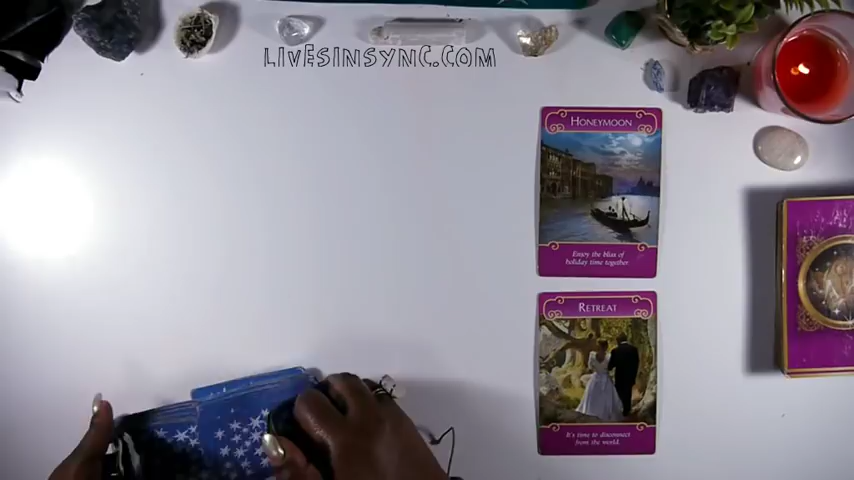 LIVESINSYNC.COM
HONEYMOON
Enjoy the bliss of
holiday time together.
RETREAT
It's time to disconnect
from the world.